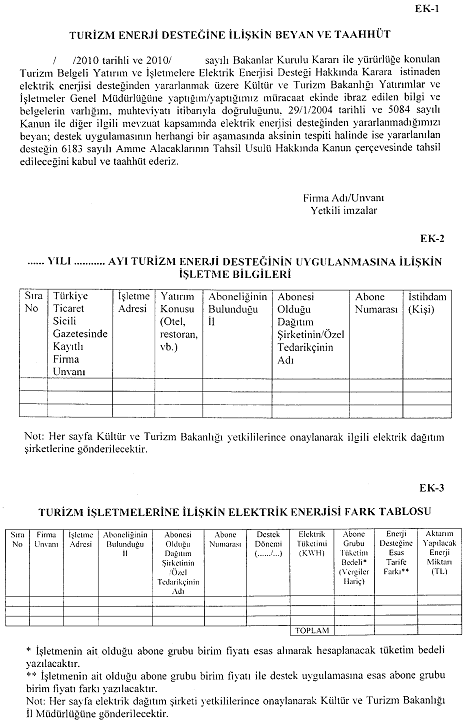 EK-1
TURİZM ENERJİ DESTEĞİNE İLİŞKİN BEYAN VE TAAHHÜT
/ /2010 tarihli ve 2010/ sayılı Bakanlar Kurulu Kararı ile yürürlüğe konulan
Turizm Belgeli Yatırım ve İşletmelere Elektrik Enerjisi Desteği Hakkında Karara istinaden
elektrik enerjisi desteğinden yararlanmak üzere Kültür ve Turizm Bakanlığı Yatırımlar ve
İşletmeler Genel Müdürlüğüne yaptığım/yaptığımız müracaat ekinde ibraz edilen bilgi ve
belgelerin varlığını, muhteviyatı itibarıyla doğruluğunu, 29/1/2004 tarihli ve 5084 sayılı
Kanun ile diğer ilgili mevzuat kapsamında elektrik enerjisi desteğinden yararlanmadığımızı
beyan; destek uygulamasının herhangi bir aşamasında aksinin tespiti halinde ise yararlanılan
desteğin 6183 sayılı Amme Alacaklarının Tahsil Usulü Hakkında Kanun çerçevesinde tahsil
edileceğini kabul ve taahhüt ederiz.
Firma Adı/Unvanı
Yetkili imzalar
EK-2
...... YILI ........... AYI TURİZM ENERJİ DESTEĞİNİN UYGULANMASINA İLİŞKİN
İŞLETME BİLGİLERİ
Sıra No
Türkiye Ticaret Sicili Gazetesinde Kayıtlı Firma Unvanı
İşletme Adresi
Yatırım Konusu (Otel, restoran, vb.)
Aboneliğinin Bulunduğu İl
Abonesi Olduğu Dağıtım Şirketinin/Özel Tedarikçinin Adı
Abone Numarası
İstihdam (Kişi)
Not: Her sayfa Kültür ve Turizm Bakanlığı yetkililerince onaylanarak ilgili elektrik dağıtım
şirketlerine gönderilecektir.
EK-3
TURİZM İŞLETMELERİNE İLİŞKİN ELEKTRİK ENERJİSİ FARK TABLOSU
Sıra No
Firma Unvanı
İşletme Adresi
Aboneliğinin Bulunduğu İl
Abonesi Olduğu Dağıtım Şirketinin /Özel Tedarikçinin Adı
Abone Numarası
Destek Dönemi (....../...)
Elektrik Tüketimi (KWH)
Abone Grubu Tüketim Bedeli* (Vergiler Hariç)
Enerji Desteğine Esas Tarife Farkı**
Aktarım Yapılacak Enerji Miktarı (TL)
TOPLAM
* İşletmenin ait olduğu abone grubu birim fiyatı esas alınarak hesaplanacak tüketim bedeli
yazılacaktır.
** İşletmenin ait olduğu abone grubu birim fiyatı ile destek uygulamasına esas abone grubu
birim fiyat farkı yazılacaktır.
Not: Her sayfa elektrik dağıtım şirketi yetkililerince onaylanarak Kültür ve Turizm Bakanlığı
İl Müdürlüğüne gönderilecektir.